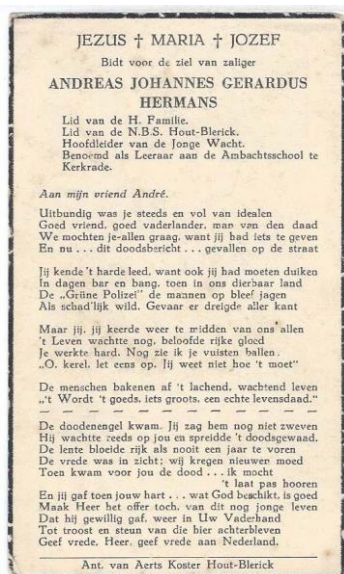 JEZUS † MARIA † JOZEF
Bidt voor de ziel van zaliger
ANDREAS JOHANNES GERARDUS
HERMANS
Lid van de H. Familie.
Lid van de N.B.S. Hout-Blerick.
Hoofdleider van de Jonge Wacht.
Benoemd als Leeraar aan de Ambachtsschool te
Kerkrade.
Aan mijn vriend André.
Uitbundig was je steeds en vol van idealen
Goed vriend, goed vaderlander, man van den daad
We mochten je-allen graag, want jij bad iets te geven
En nu . . . dit doodsbericht . . . gevallen op de straat
Jij kende 't harde leed, want ook jij had moeten duiken
In dagen bar en bang, toen in ons dierbaar land
De „Grüne Polizei” de mannen op bleef jagen
Als schad'lijk wild. Gevaar er dreigde aller kant
Maar jij, jij keerde weer te midden van ons allen
't Leven wachtte nog, beloofde rijke gloed
Je werkte hard. Nog zie ik je vuisten ballen.
„O, kerel, let eens op. Jij weet niet hoe 't moet”
De menschen bakenen af 't lachend, wachtend leven
„'t Wordt 't goeds, iets groots, een echte levensdaad.”
De doodenengel kwam. Jij zag hem nog niet zweven
Hij wachtte reeds op jou en spreidde 't doodsgewaad.
De lente bloeide rijk als nooit een jaar te voren
De vrede was in zicht; wij kregen nieuwen moed
Toen kwam voor jou de dood . . . ik mocht
't laat pas hooren
En jij gaf toen jouw hart . . . wat God beschikt, is goed
Maak Heer het offer toch, van dit nog jonge leven
Dat hij gewillig gaf, weer in Uw Vaderhand
Tot troost en steun van die hier achterbleven
Geef vrede, Heer, geef vrede aan Nederland.
Ant. van Aerts Koster Hout-Blerick